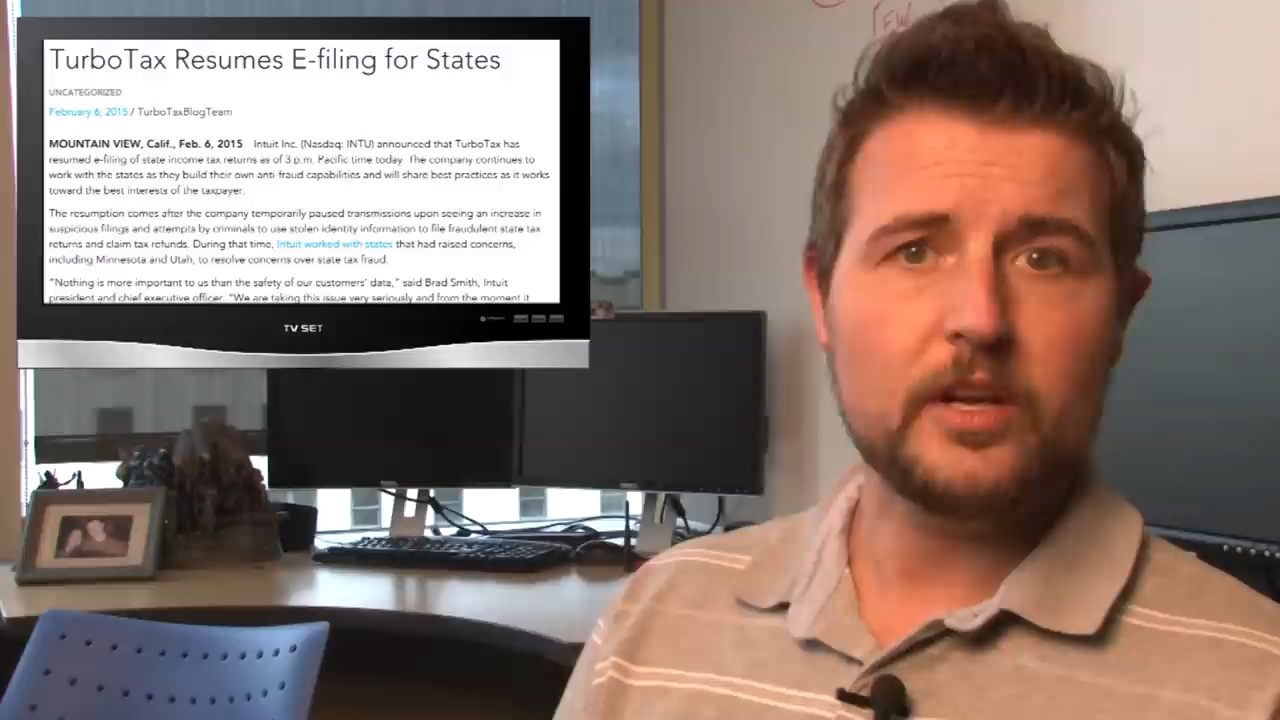 TurboTax Resumes E-filing for States
UNCATEGORIZED
February 6, 2015 / TurboTaxBlogTeam
MOUNTAIN VIEW, Calif., Feb. 6, 2015 Intuit Inc. (Nasdaq: INTU) announced that TurboTax has
resumed e-filing of state income tax returns as of 3 p.m. Pacific time today. The company continues to
work with the states as they build their own anti fraud capabilities and will share best practices as it works
toward the best interests of the taxpayer.
The resumption comes after the company temporarily paused transmissions upon seeing an increase in
suspicious filings and attempts by criminals to use stolen identity information to file fraudulent state tax
returns and claim tax refunds. During that time, Intuit worked with states that had raised concerns,
including Minnesota and Utah, to resolve concerns over state tax fraud.
"Nothing is more important to us than the safety of our customers' data," said Brad Smith, Intuit
president and chief executive officer. "We are taking this issue very seriously and from the moment it
TV SET